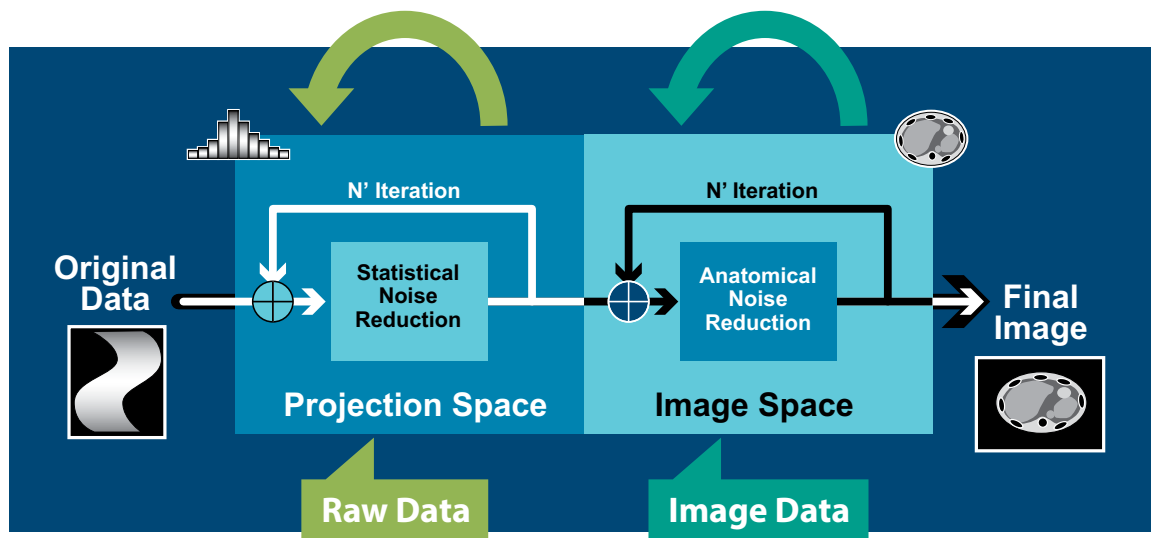 N’ Iteration
N’ Iteration
Original
Data
Statistical
Noise
Reduction
Anatomical
Noise
Reduction
Final
Image
Projection Space
Image Space
Raw Data
Image Data